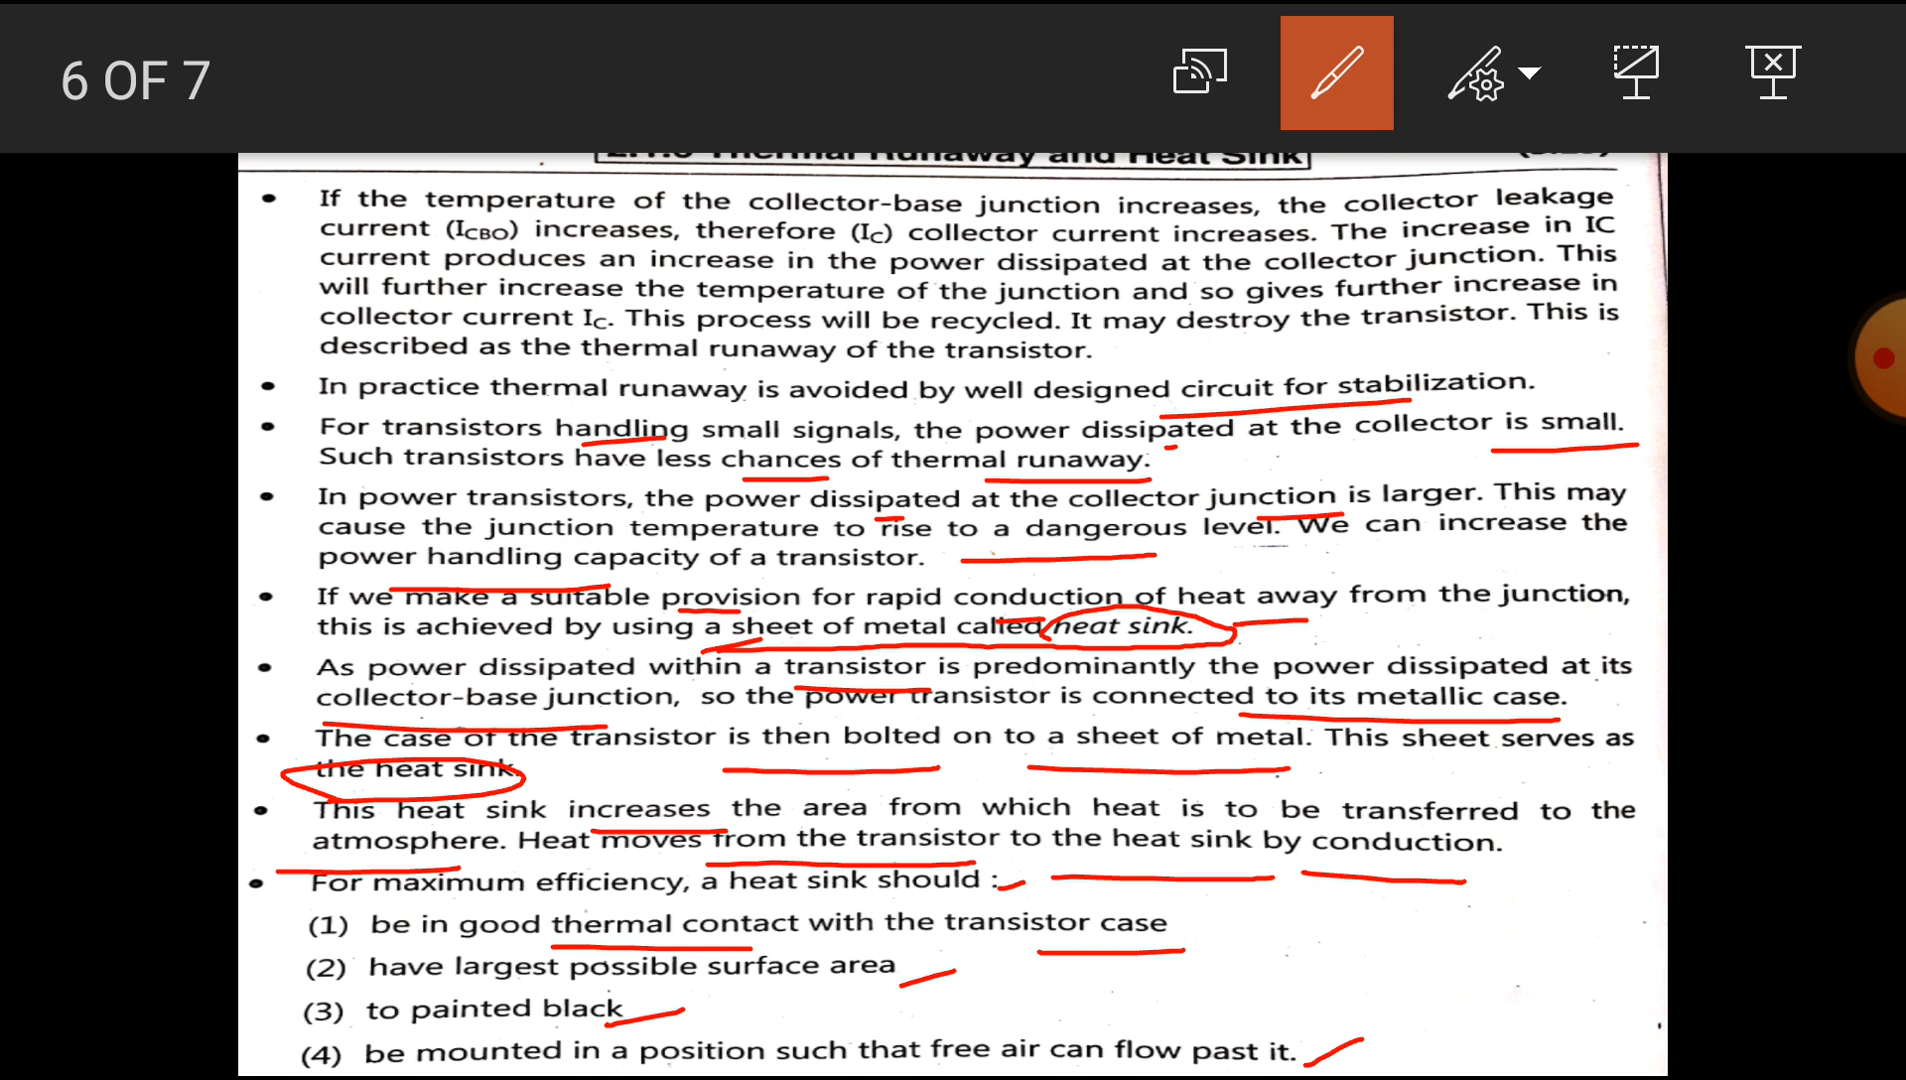 6 OF 7
2.1.6 Thermal Runaway and Heat Sink
• If the temperature of the collector-base junction increases, the collector leakage
current (ICBO) increases, therefore (IC) collector current increases. The increase in IC
current produces an increase in the power dissipated at the collector junction. This
will further increase the temperature of the junction and so gives further increase in
collector current IC. This process will be recycled. It may destroy the transistor. This is
described as the thermal runaway of the transistor.
• In practice thermal runaway is avoided by well designed circuit for stabilization.
• For transistors handling small signals, the power dissipated at the collector is small.
Such transistors have less chances of thermal runaway.
• In power transistors, the power dissipated at the collector junction is larger. This may
cause the junction temperature to rise to a dangerous level. We can increase the
power handling capacity of a transistor.
• If we make a suitable provision for rapid conduction of heat away from the junction,
this is achieved by using a sheet of metal called heat sink.
• As power dissipated within a transistor is predominantly the power dissipated at its
collector-base junction, so the power transistor is connected to its metallic case.
• The case of the transistor is then bolted on to a sheet of metal. This sheet serves as
the heat sink.
• This heat sink increases the area from which heat is to be transferred to the
atmosphere. Heat moves from the transistor to the heat sink by conduction.
• For maximum efficiency, a heat sink should :
(1) be in good thermal contact with the transistor case
(2) have largest possible surface area
(3) to painted black
(4) be mounted in a position such that free air can flow past it.